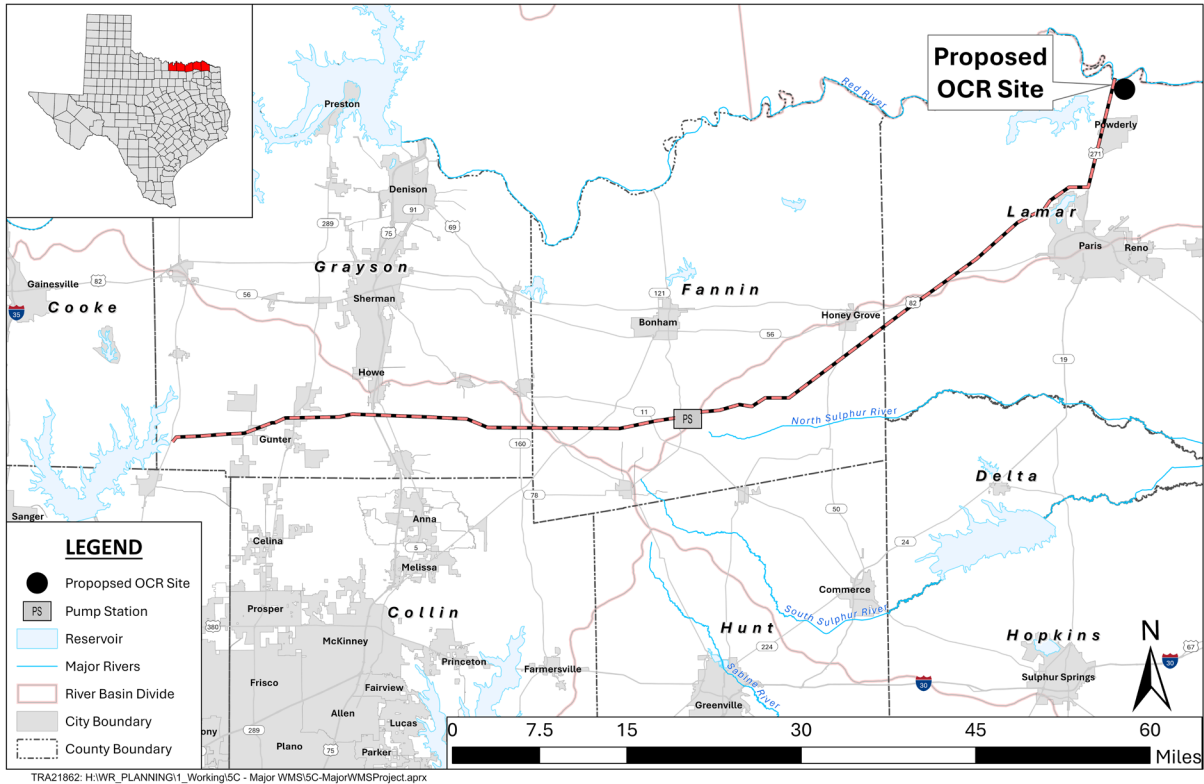 Proposed
OCR Site
Preston
Red River
Powderly
271
Denison
91
289
75
69
Lamar
Paris
Reno
Grayson
Gainesville
82
35
Cooke
56
Sherman
Fannin
121
Bonham
56
Honey Grove
82
19
Howe
11
PS
North Sulphur River
Gunter
160
Delta
Sanger
78
50
24
Anna
Celina
5
Melissa
Commerce
Prosper
380
Collin
South Sulphur River
McKinney
Hunt
Hopkins
N
Princeton
Farmersville
224
67
30
30
Sulphur Springs
Frisco
Fairview
Sabine River
Greenville
Allen
Lucas
289
ony
Plano
75
Parker
LEGEND
Propopsed OCR Site
PS Pump Station
Reservoir
Major Rivers
River Basin Divide
City Boundary
County Boundary
0 7.5 15 30 45 60
Miles
TRA21862: H:\WR_PLANNING\1_Working\5C - Major WMS\5C-MajorWMSProject.aprx